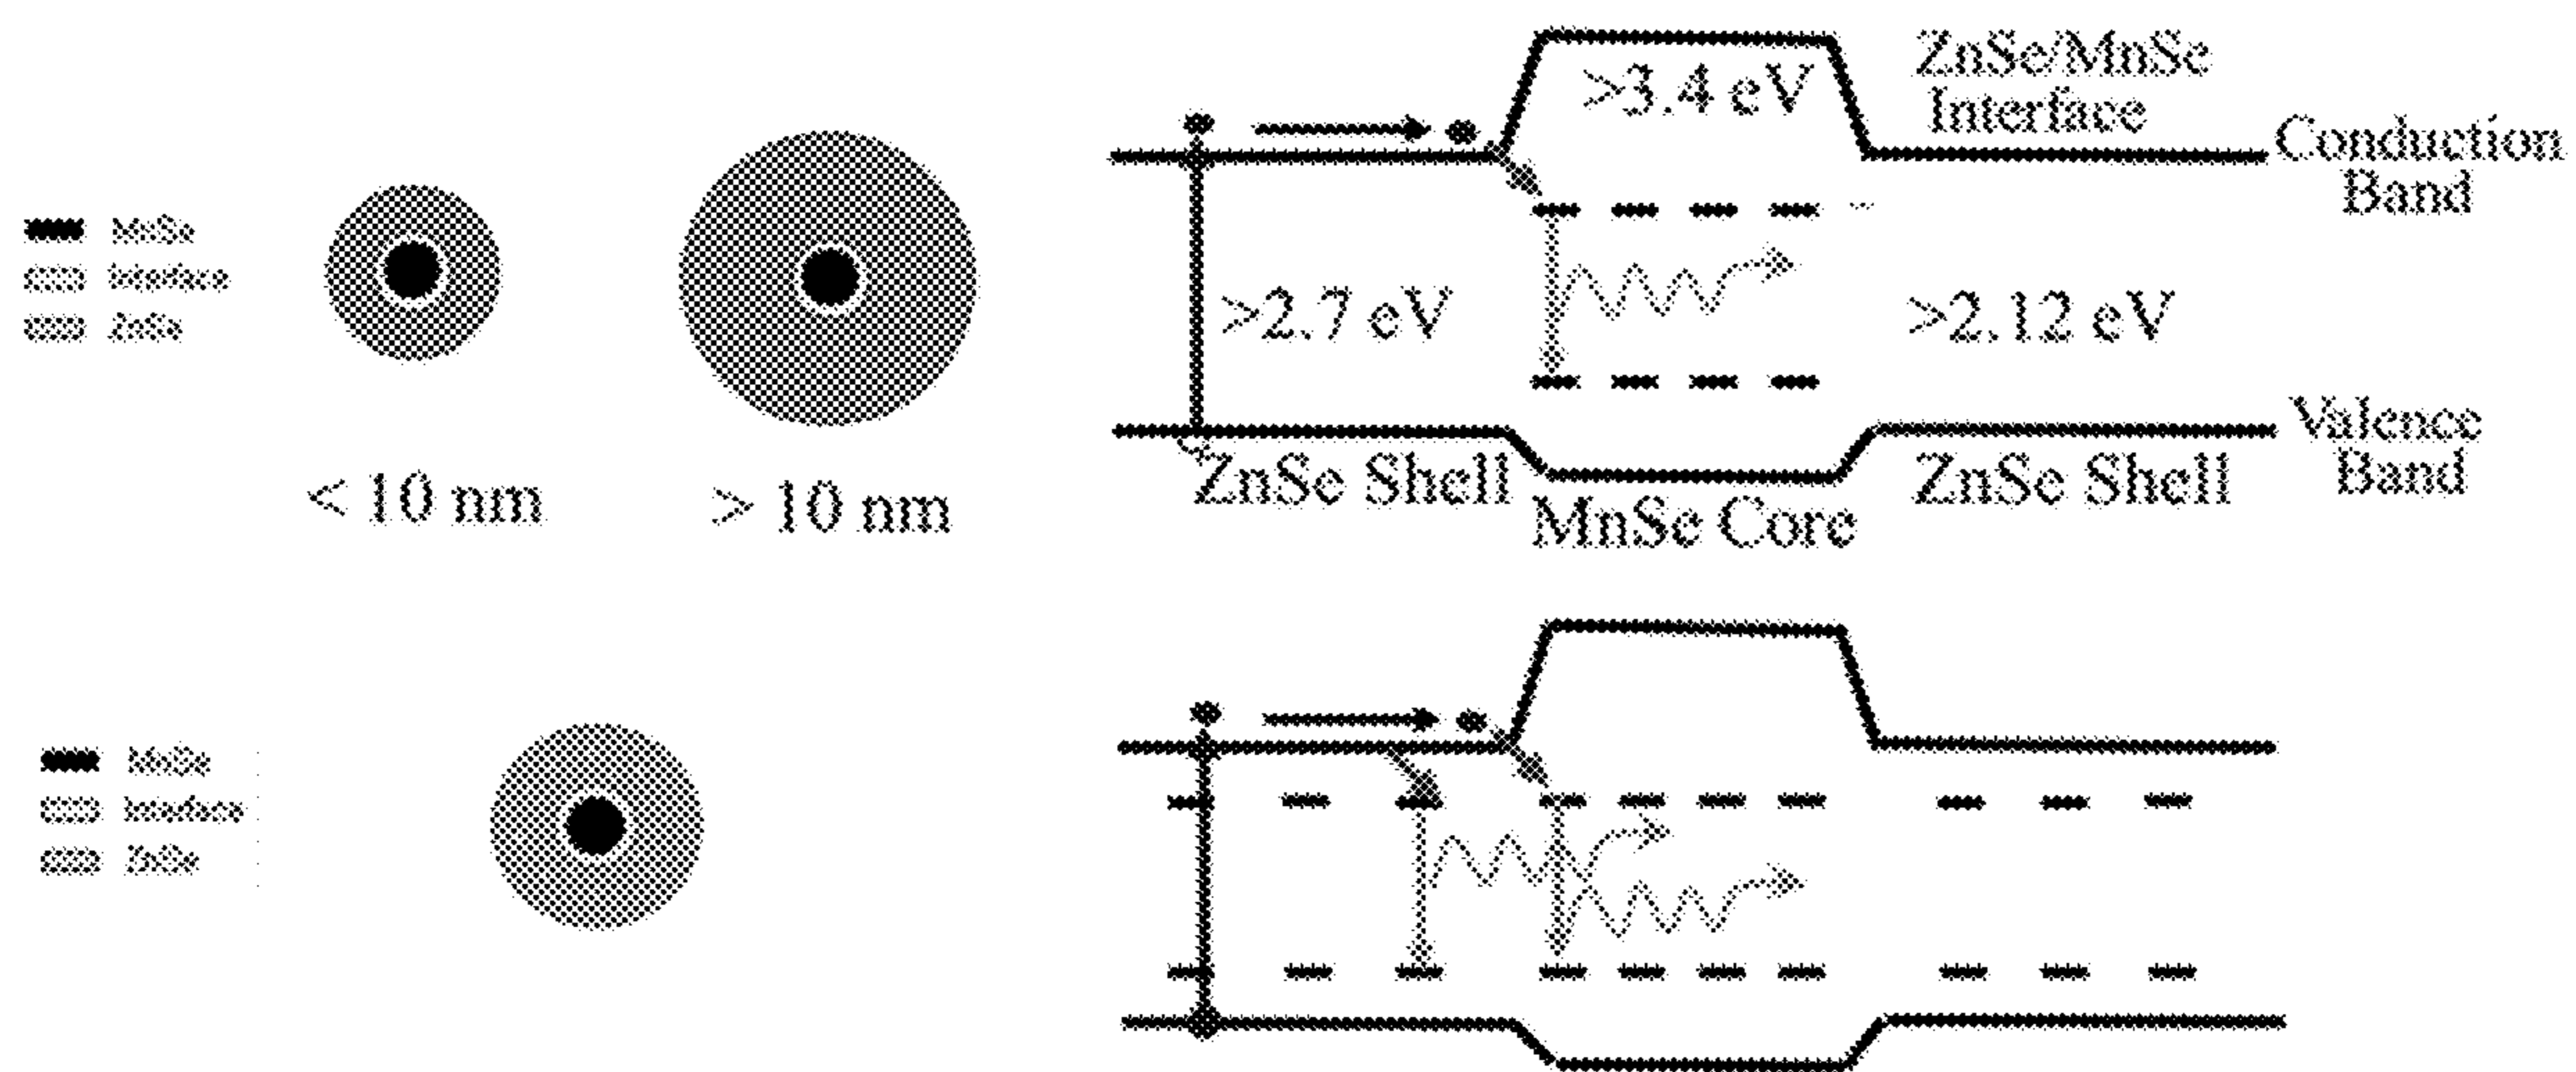 MnSe
Interface
ZnSe
< 10 nm
> 10 nm
>3.4 eV
ZnSe/MnSe
Interface
Conduction
Band
>2.7 eV
>2.12 eV
Valence
Band
ZnSe Shell
MnSe Core
ZnSe Shell
MnSe
Interface
ZnSe